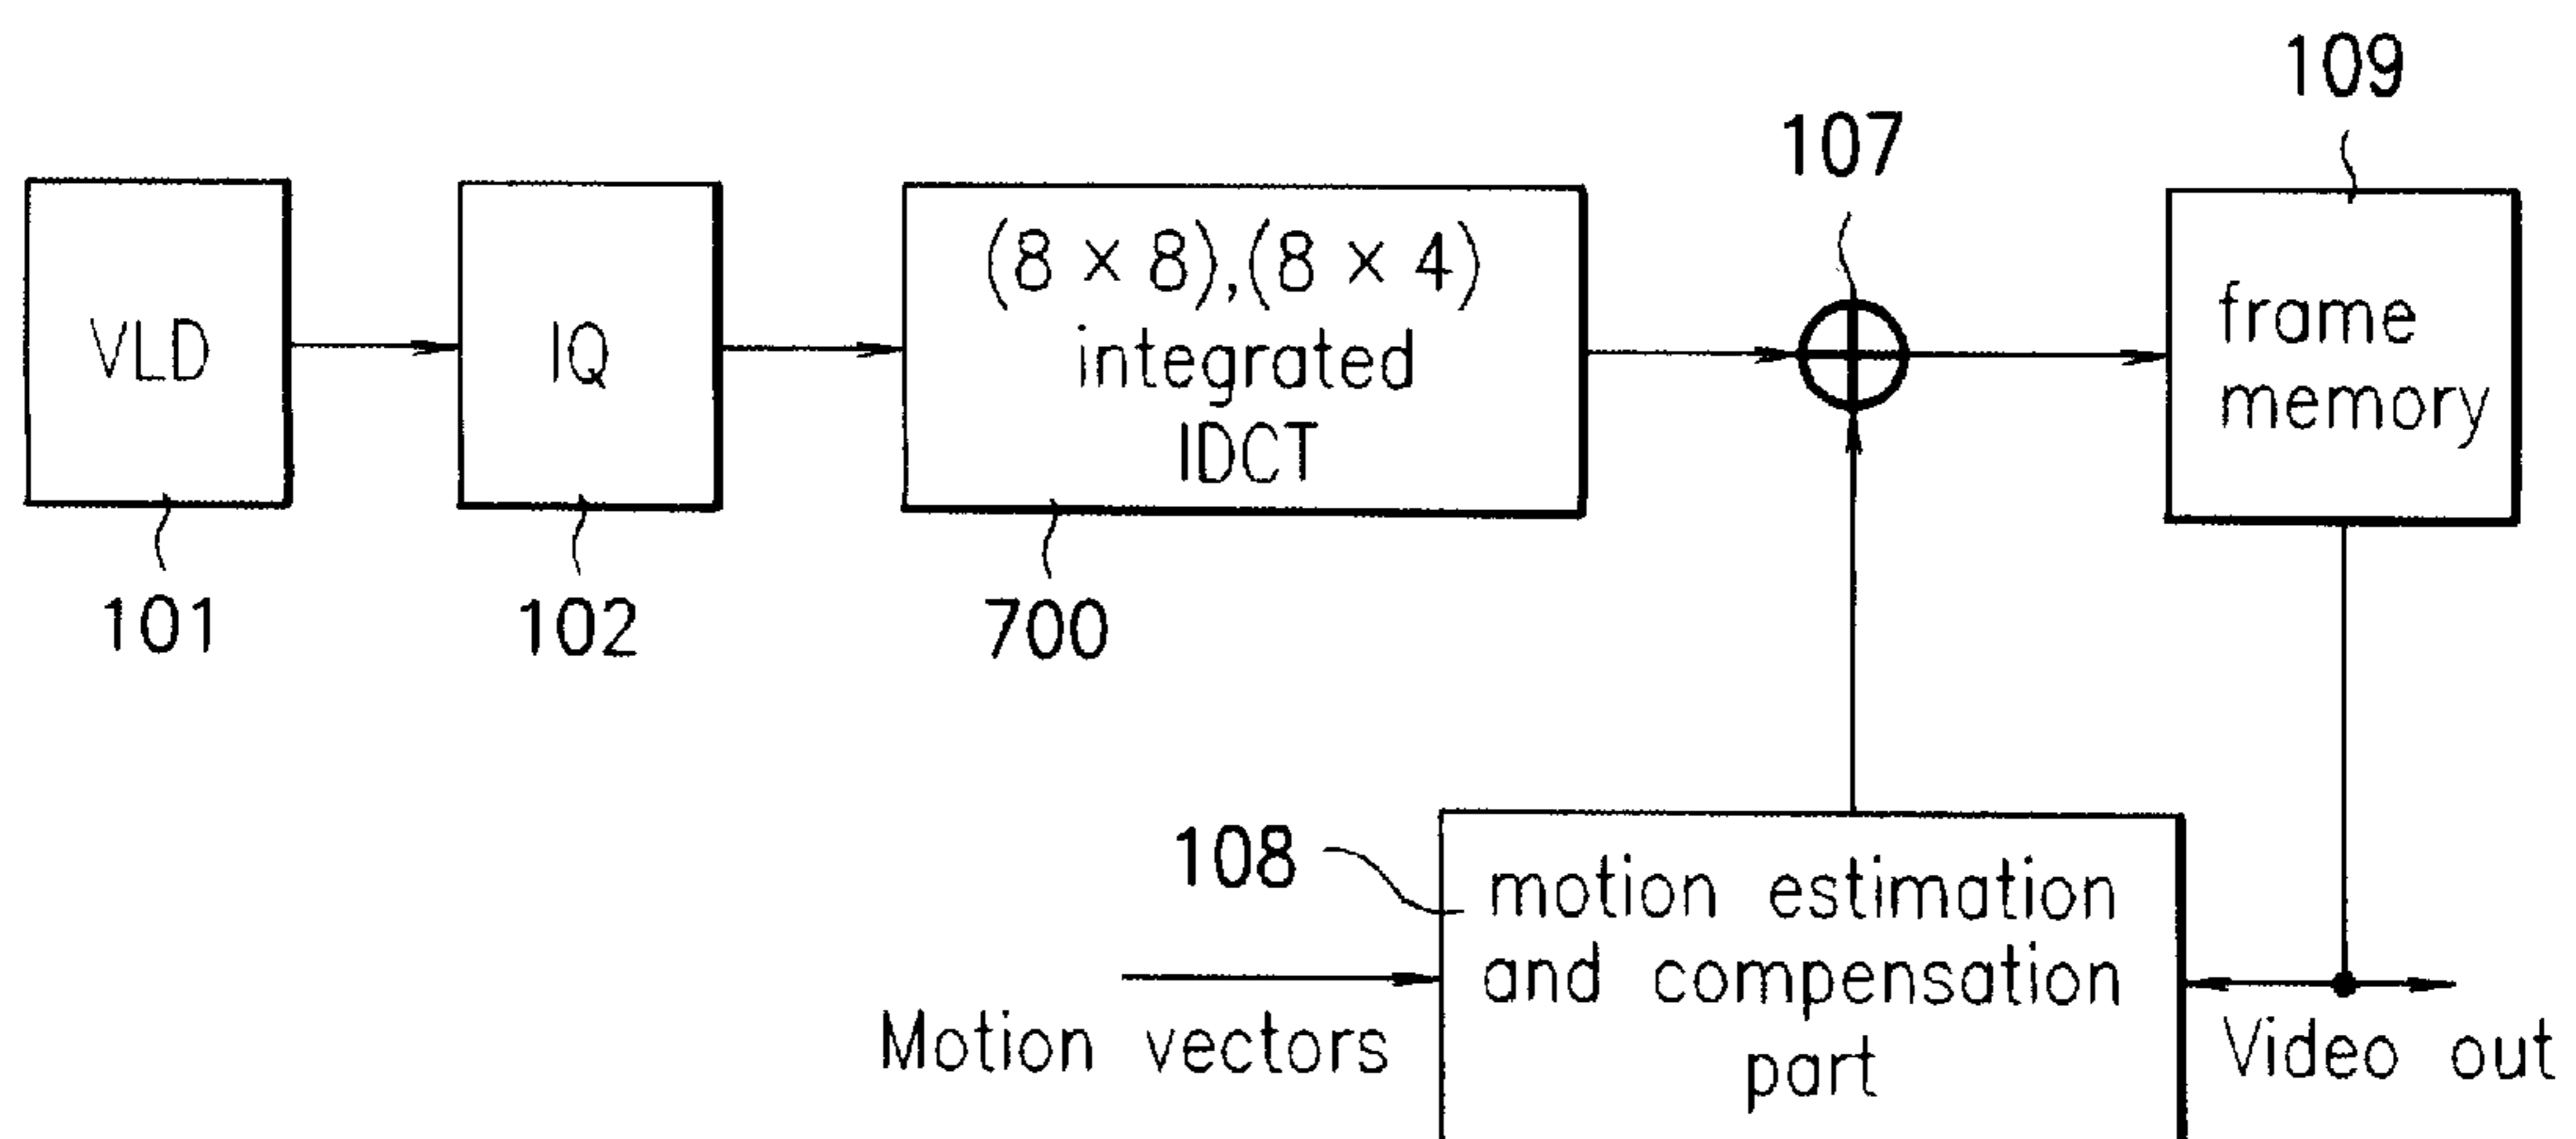 109
107
VLD
IQ
(8 × 8),(8 × 4)
integrated
IDCT
frame
memory
101
102
700
108
motion estimation
and compensation
part
Motion vectors
Video out